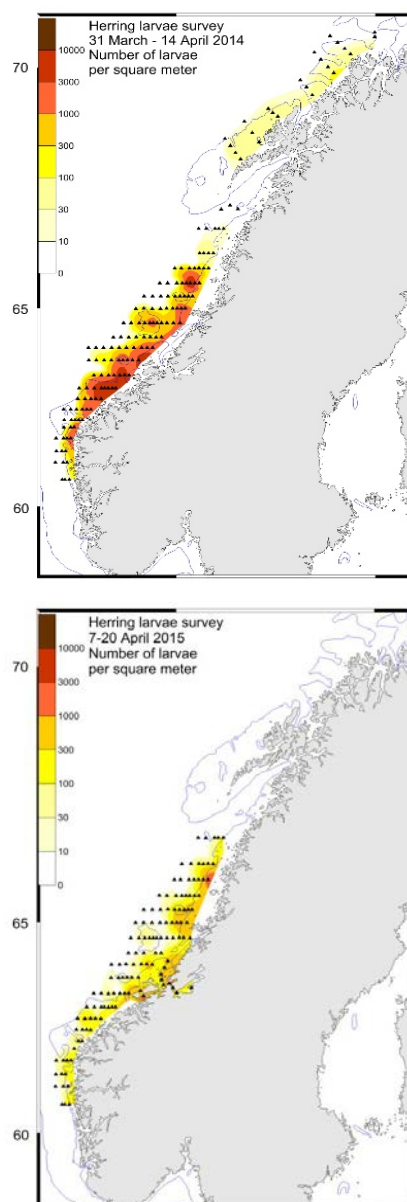 Herring larvae survey
31 March - 14 April 2014
Number of larvae
per square meter
10000
3000
1000
300
100
30
10
0
70
65
60
Herring larvae survey
7-20 April 2015
Number of larvae
per square meter
10000
3000
1000
300
100
30
10
0
70
65
60